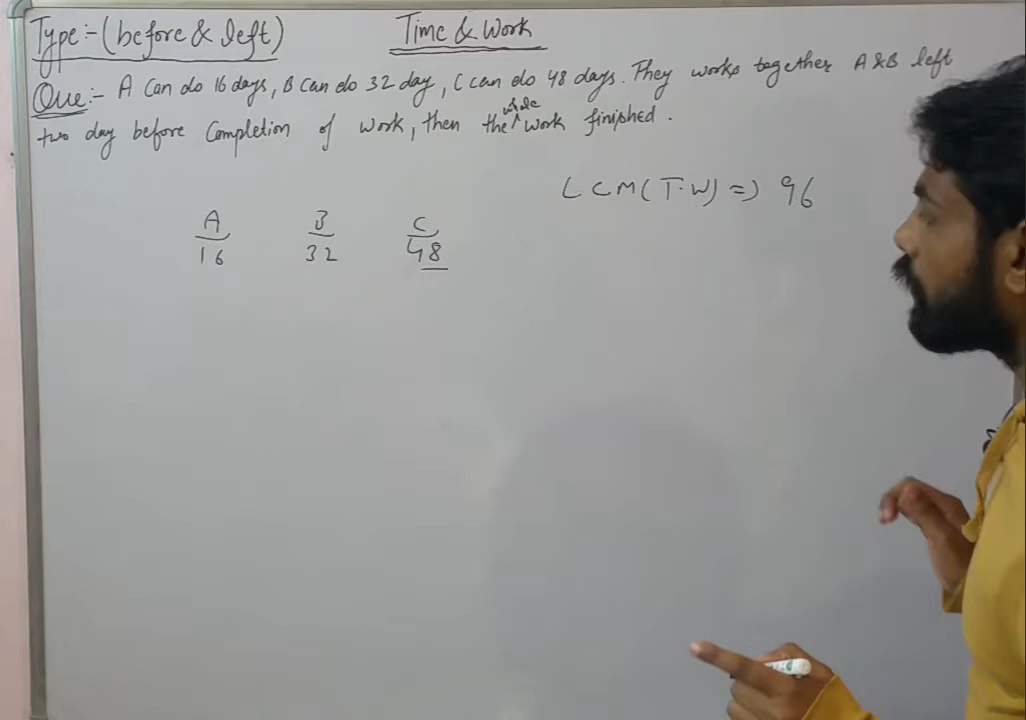 Type:- (before & left)
Time & Work
Que:- A can do 16 days, B can do 32 day, C can do 48 days. They works together A & B left
two day before Completion of work, then the whole work finished.
LCM (T.W) => 96
A B C
16 32 48